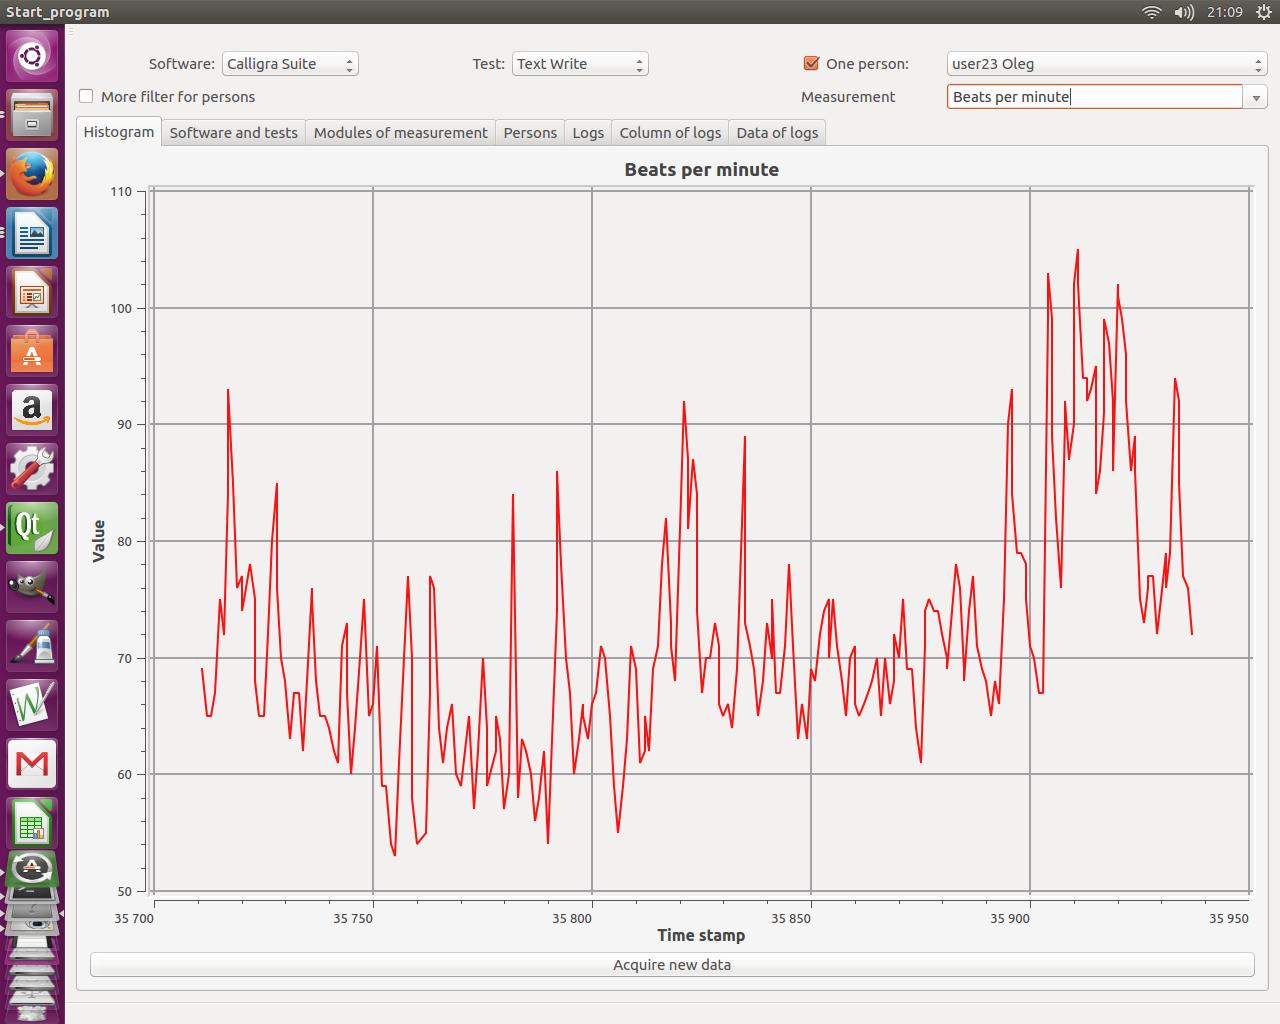 Start_program 21:09
Software: Calligra Suite Test: Text Write One person: user23 Oleg
More filter for persons Measurement Beats per minute
Histogram Software and tests Modules of measurement Persons Logs Column of logs Data of logs
Beats per minute
110
100
90
80
70
60
50
Value
35 700 35 750 35 800 35 850 35 900 35 950
Time stamp
Acquire new data